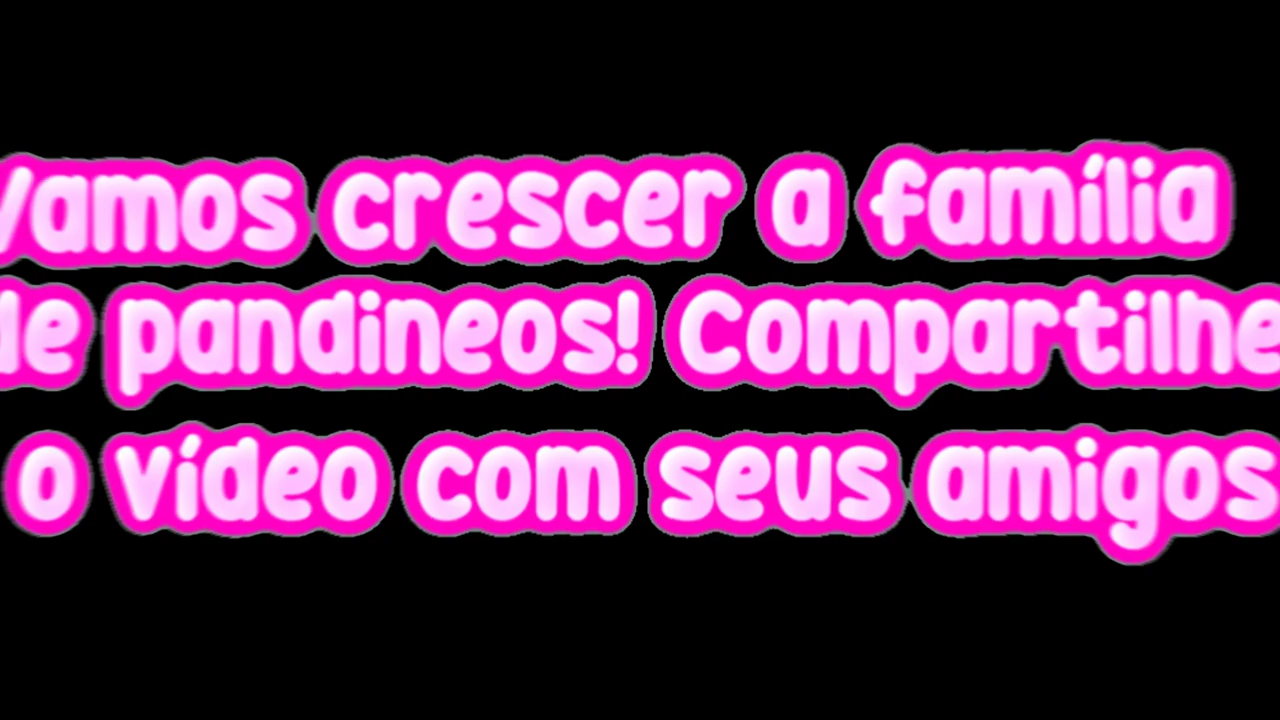 Vamos crescer a família
de pandineos! Compartilhe
o vídeo com seus amigos